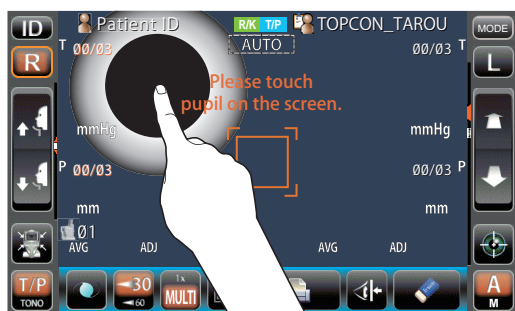 ID
Patient ID
R/K T/P
TOPCON_TAROU
MODE
R
T 00/03
AUTO
00/03 T
L
Please touch
pupil on the screen.
mmHg
mmHg
P 00/03
00/03 P
mm
mm
01
AVG ADJ
AVG ADJ
T/P
TONO
30
60
1x
MULTI
A
M